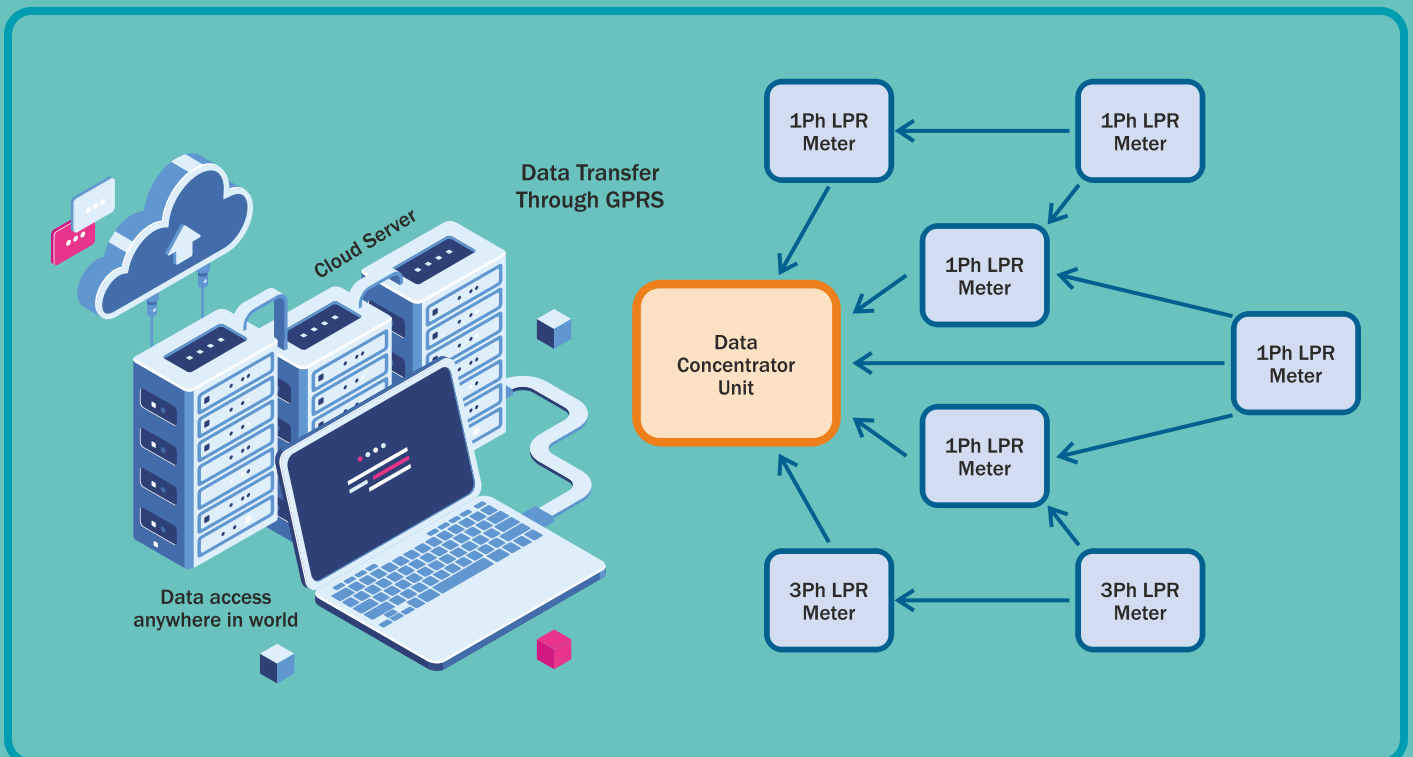 Data Transfer
Through GPRS
Cloud Server
Data access
anywhere in world
1Ph LPR
Meter
1Ph LPR
Meter
1Ph LPR
Meter
Data
Concentrator
Unit
1Ph LPR
Meter
1Ph LPR
Meter
3Ph LPR
Meter
3Ph LPR
Meter